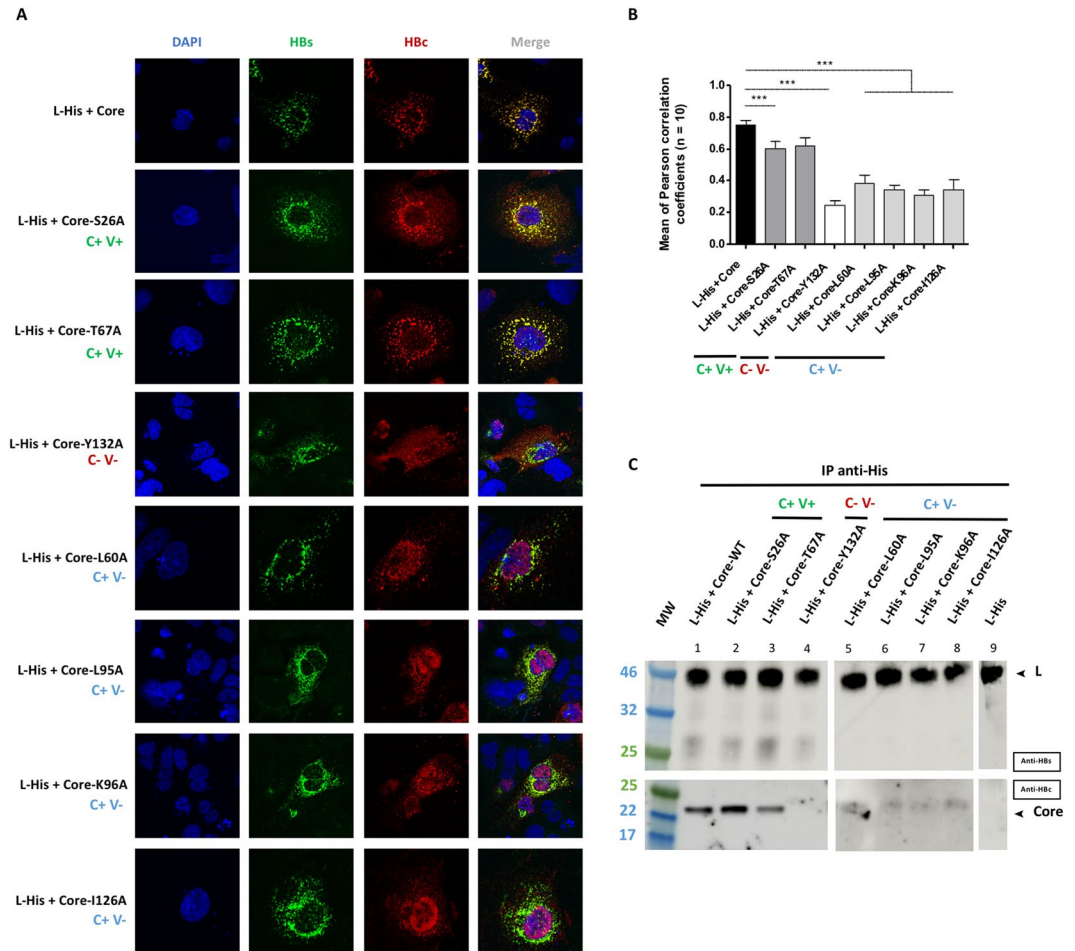 A
DAPI HBs HBc Merge
L-His + Core
L-His + Core-S26A
C+ V+
L-His + Core-T67A
C+ V+
L-His + Core-Y132A
C- V-
L-His + Core-L60A
C+ V-
L-His + Core-L95A
C+ V-
L-His + Core-K96A
C+ V-
L-His + Core-I126A
C+ V-
B
Mean of Pearson correlation
coefficients (n = 10)
1.0
0.8
0.6
0.4
0.2
0.0
***
***
***
L-His+Core
L-His + Core-S26A
L-His + Core-T67A
L-His + Core-Y132A
L-His + Core-L60A
L-His + Core-L95A
L-His + Core-K96A
L-His + Core-I126A
C+ V+ C- V- C+ V-
C
IP anti-His
C+ V+ C- V- C+ V-
MW
L-His + Core-WT
L-His + Core-S26A
L-His + Core-T67A
L-His + Core-Y132A
L-His + Core-L60A
L-His + Core-L95A
L-His + Core-K96A
L-His + Core-I126A
L-His
1 2 3 4 5 6 7 8 9
46 L
32
25
Anti-HBs
25 Anti-HBc
22 Core
17